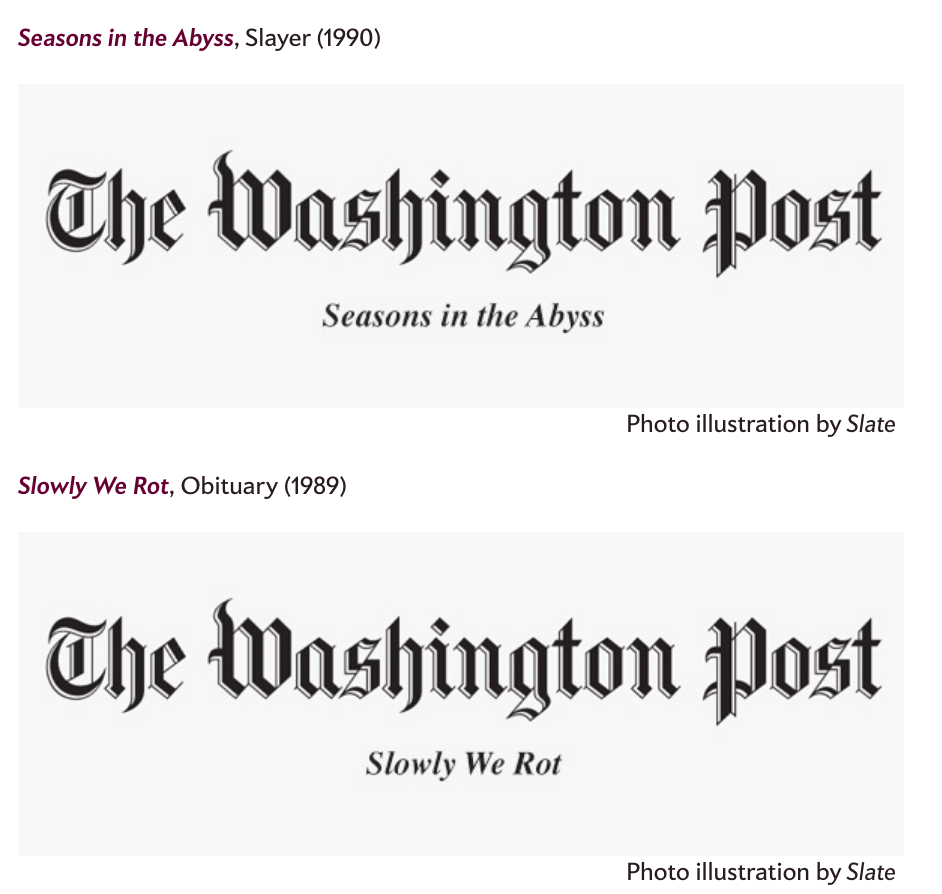 Seasons in the Abyss, Slayer (1990)
The Washington Post
Seasons in the Abyss
Photo illustration by Slate
Slowly We Rot, Obituary (1989)
The Washington Post
Slowly We Rot
Photo illustration by Slate